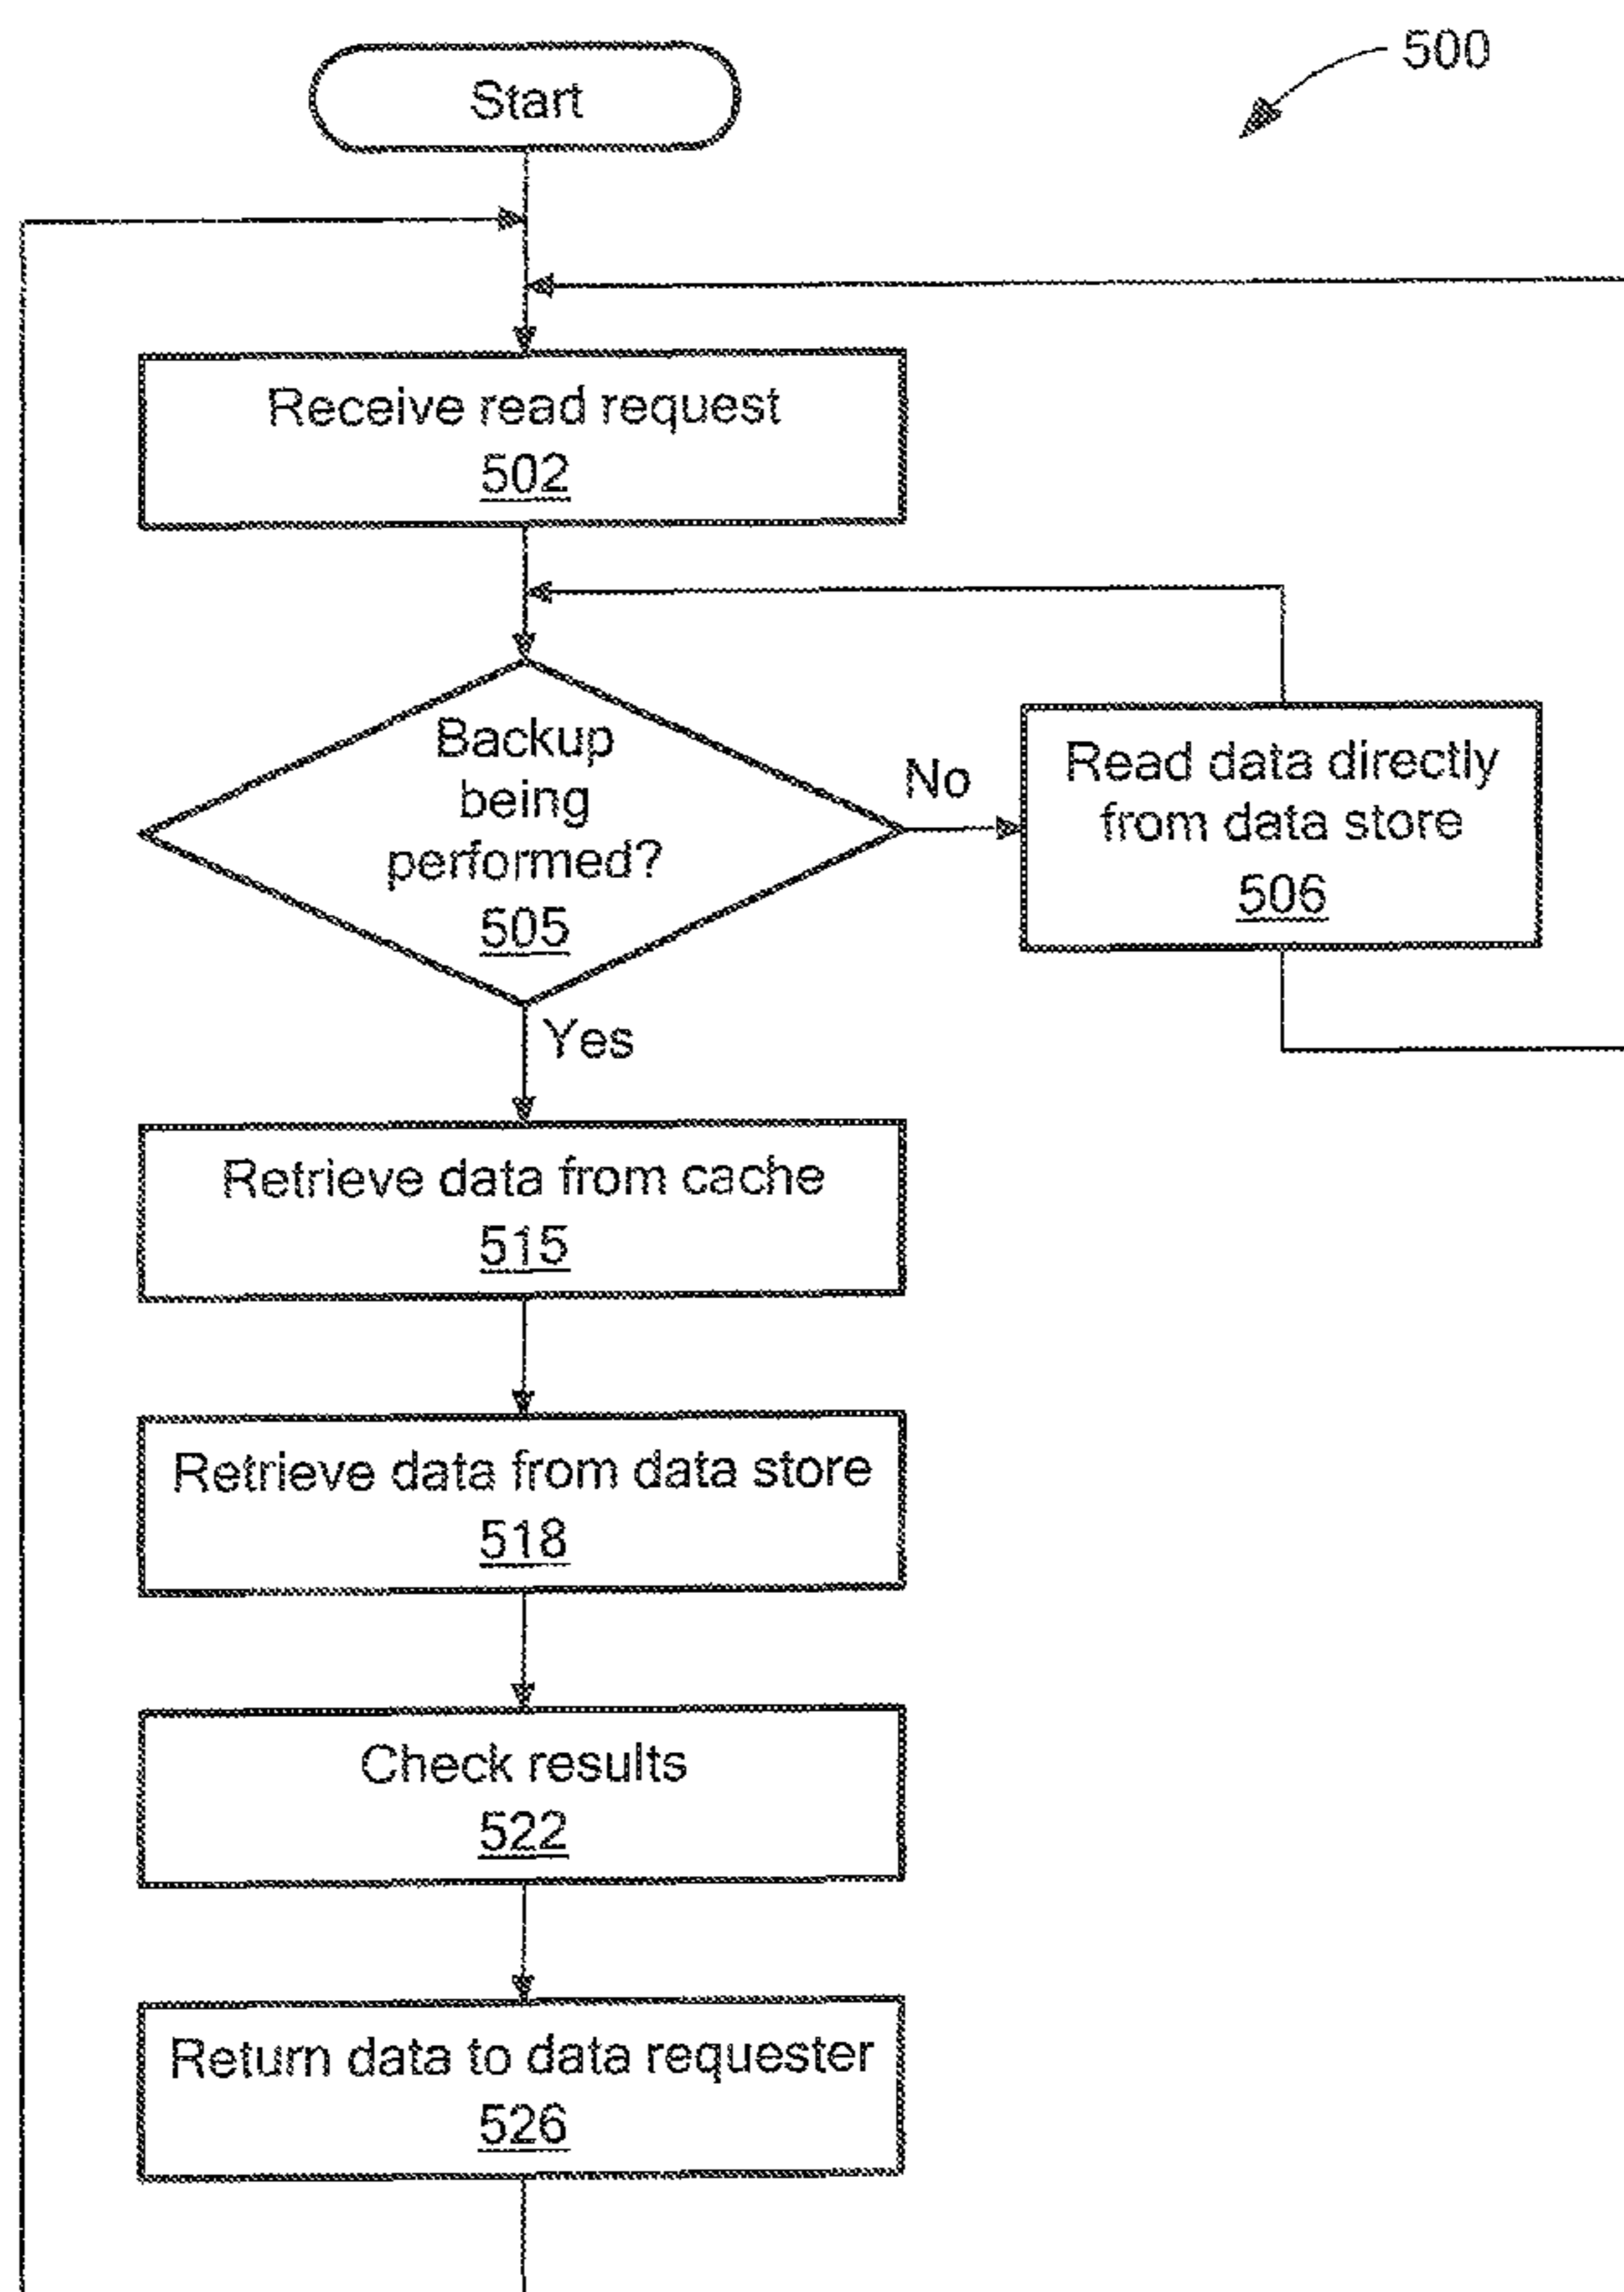 500
Start
Receive read request
502
Backup
being
performed?
505
No
Read data directly
from data store
506
Yes
Retrieve data from cache
515
Retrieve data from data store
518
Check results
522
Return data to data requester
526